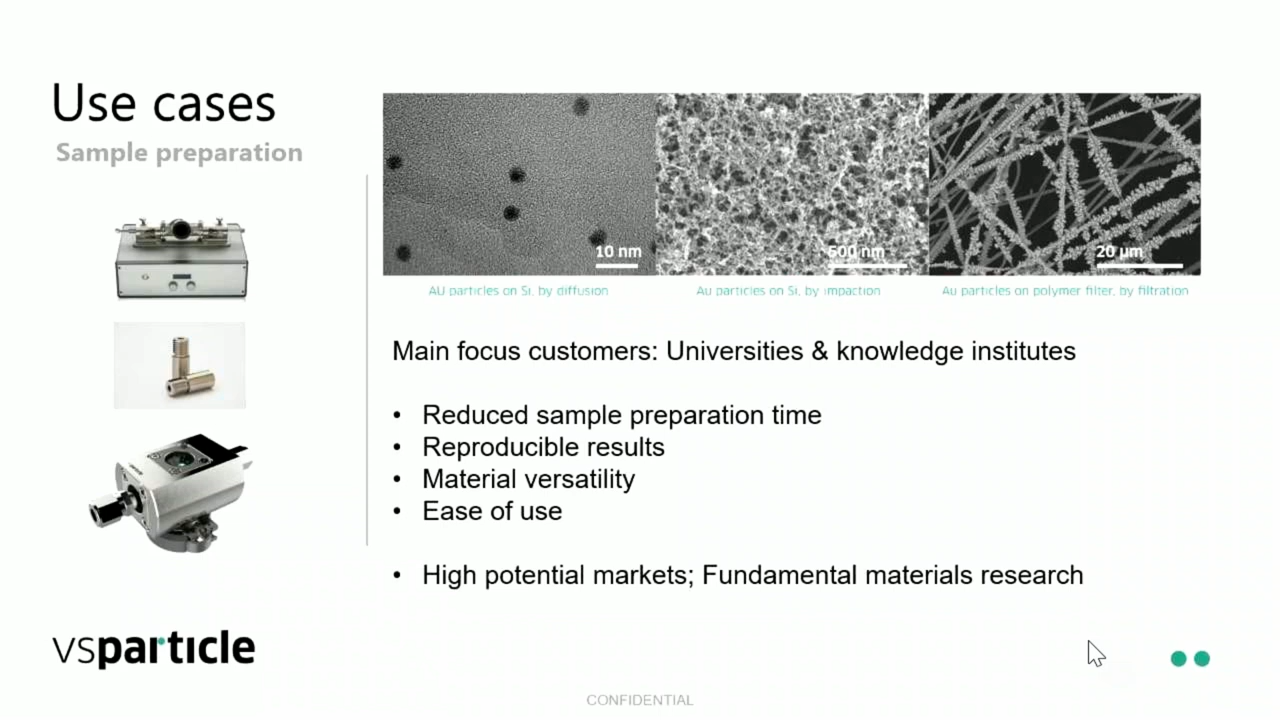 Use cases
Sample preparation
10 nm
500 nm
20 µm
AU particles on Si, by diffusion
Au particles on Si, by impaction
Au particles on polymer filter, by filtration
Main focus customers: Universities & knowledge institutes
• Reduced sample preparation time
• Reproducible results
• Material versatility
• Ease of use
• High potential markets; Fundamental materials research
vsparticle
CONFIDENTIAL